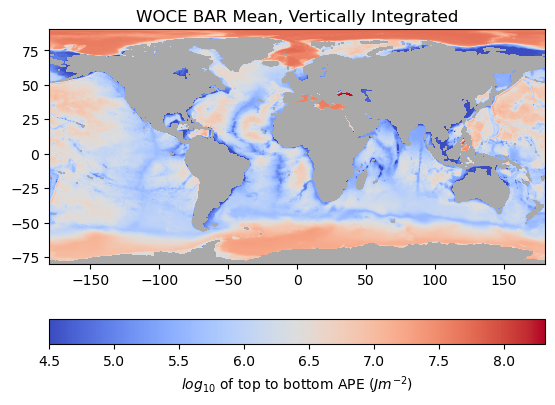 WOCE BAR Mean, Vertically Integrated
75
50
25
0
−25
−50
−75
−150 −100 −50 0 50 100 150
4.5 5.0 5.5 6.0 6.5 7.0 7.5 8.0
log₁₀ of top to bottom APE (Jm⁻²)